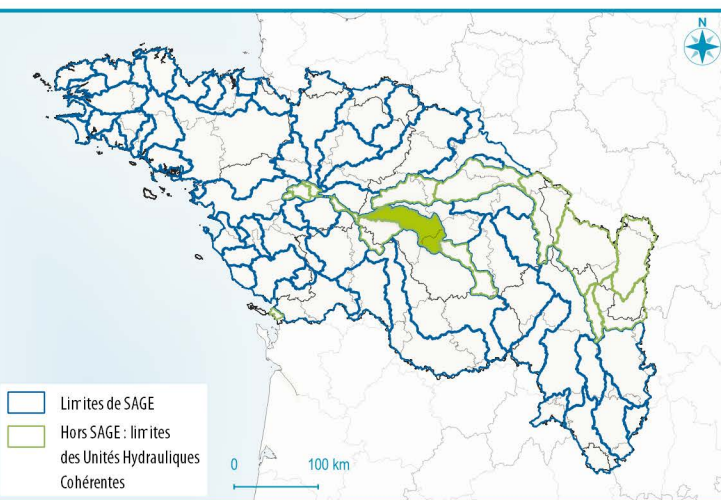 N
Limites de SAGE
Hors SAGE : limites
des Unités Hydrauliques
Cohérentes
0 100 km